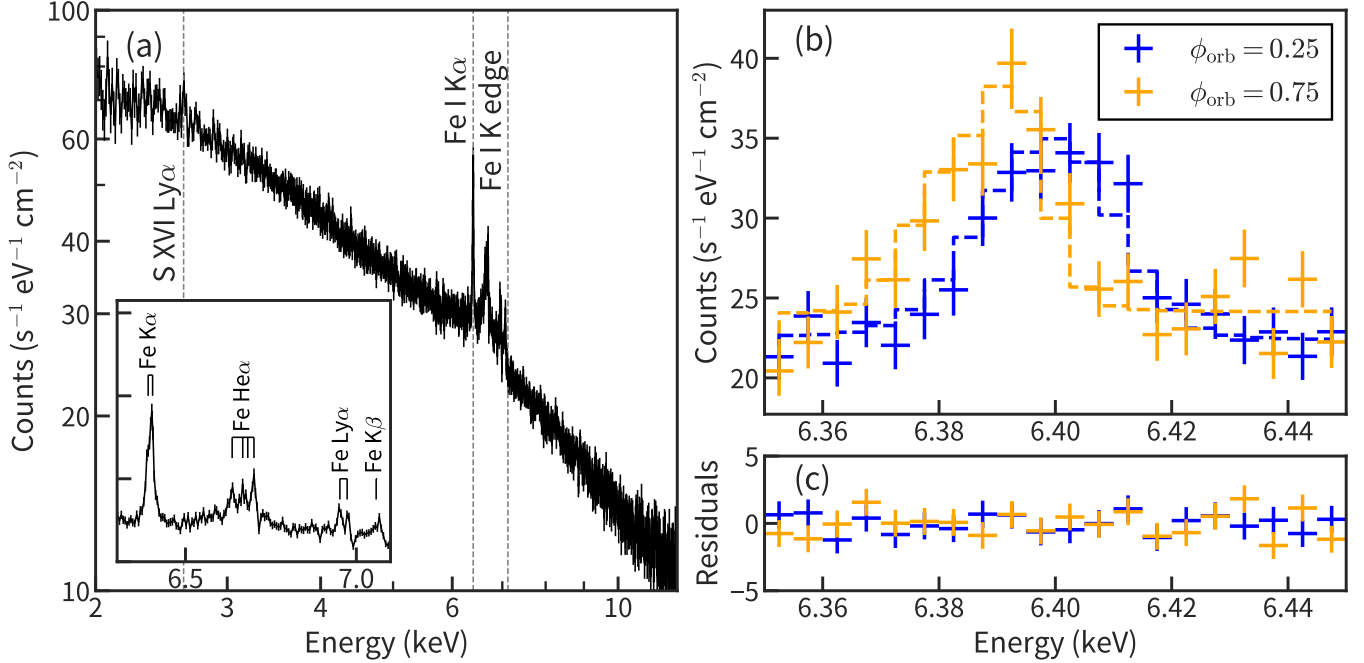 (a)
100
60
40
30
20
10
Counts (s⁻¹ eV⁻¹ cm⁻²)
S XVI Lyα
Fe I Kα
Fe I K edge
Fe Kα
Fe Heα
Fe Lyα
Fe Kβ
6.5 7.0
2 3 4 6 10
Energy (keV)
(b)
ϕorb = 0.25
ϕorb = 0.75
40
35
30
25
20
Counts (s⁻¹ eV⁻¹ cm⁻²)
6.36 6.38 6.40 6.42 6.44
(c)
5
0
−5
Residuals
6.36 6.38 6.40 6.42 6.44
Energy (keV)